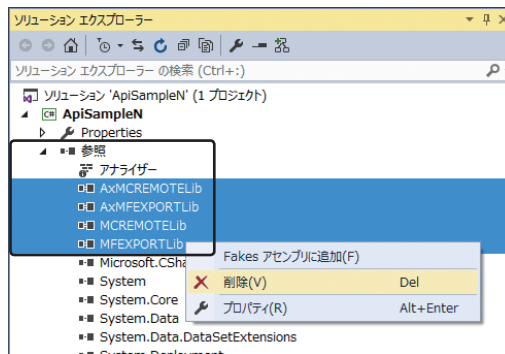 ソリューション エクスプローラー
ソリューション エクスプローラー の検索 (Ctrl+:)
ソリューション 'ApiSampleN' (1 プロジェクト)
C# ApiSampleN
Properties
参照
アナライザー
AxMCREMOTELib
AxMFEXPORTLib
MCREMOTELib
MFEXPORTLib
Fakes アセンブリに追加(F)
Microsoft.CSha
削除(V) Del
System
プロパティ(R) Alt+Enter
System.Core
System.Data
System.Data.DataSetExtensions